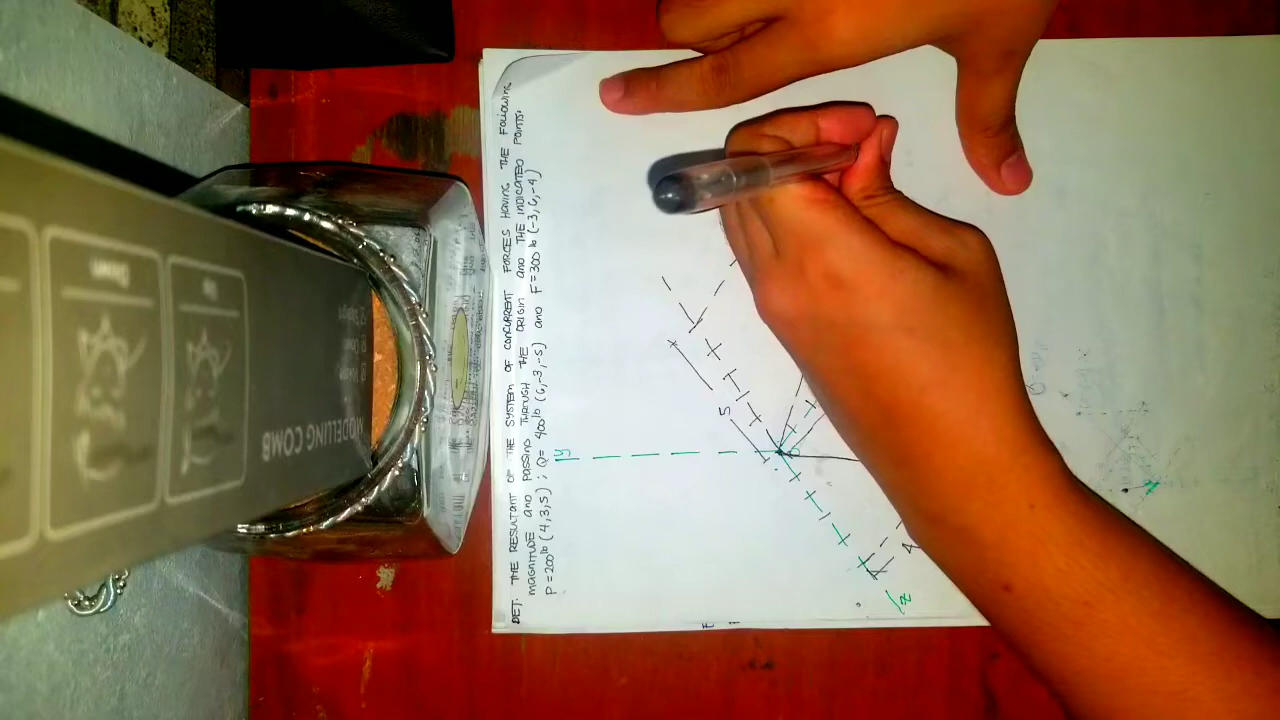 DET. THE RESULTANT OF THE SYSTEM OF CONCURRENT FORCES HAVING THE FOLLOWING
MAGNITUDE AND PASSING THROUGH THE ORIGIN AND THE INDICATED POINTS.
P = 200 lb (4,3,5) ; Q = 400 lb (6,-3,-5) AND F = 300 lb (-3,6,-4)
y
5
4
z
MODELLING COMB